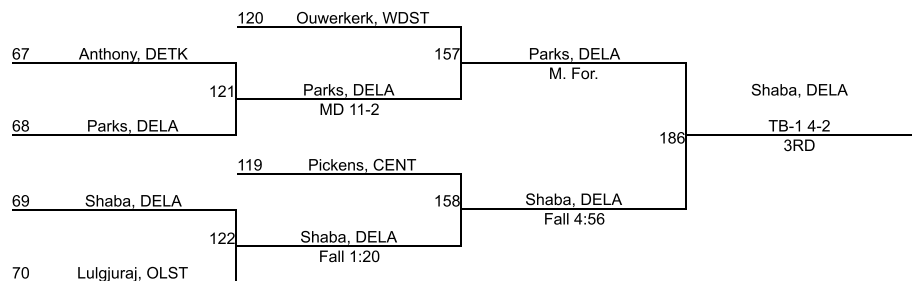 120 Ouwerkerk, WDST
67 Anthony, DETK
157 Parks, DELA
M. For.
121 Parks, DELA
MD 11-2
Shaba, DELA
68 Parks, DELA
186 TB-1 4-2
3RD
119 Pickens, CENT
69 Shaba, DELA
158 Shaba, DELA
Fall 4:56
122 Shaba, DELA
Fall 1:20
70 Lulgjuraj, OLST